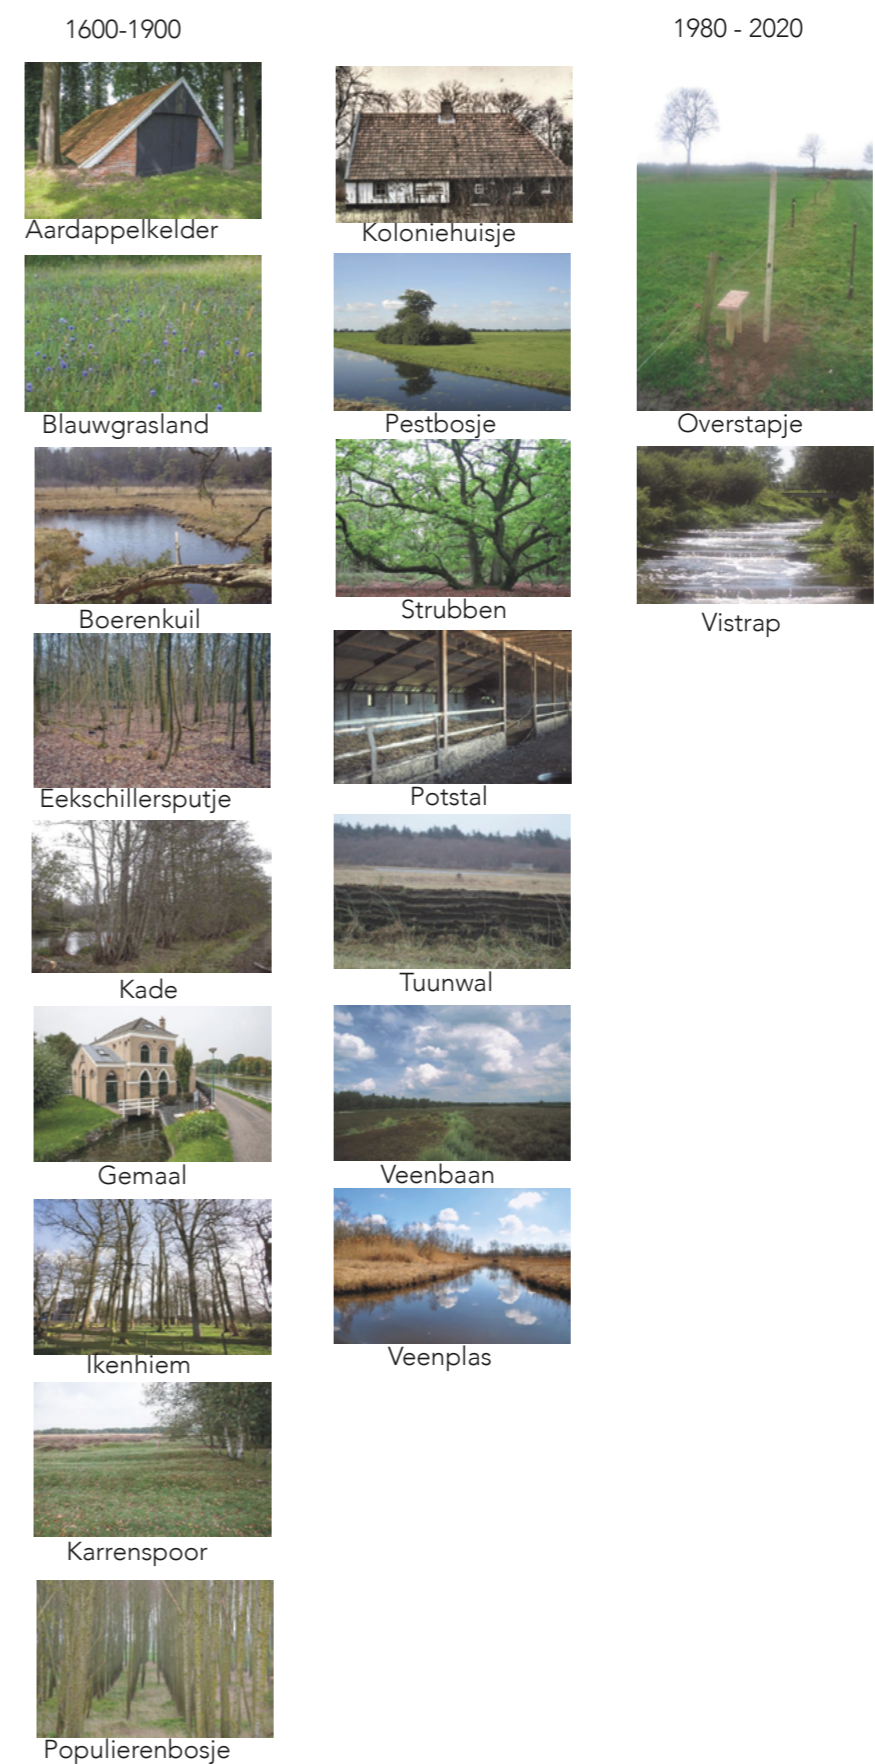 1600-1900
Aardappelkelder
Blauwgrasland
Boerenkuil
Eekschillersputje
Kade
Gemaal
Ikenhiem
Karrenspoor
Populierenbosje
Koloniehuisje
Pestbosje
Strubben
Potstal
Tuunwal
Veenbaan
Veenplas
1980 - 2020
Overstapje
Vistrap